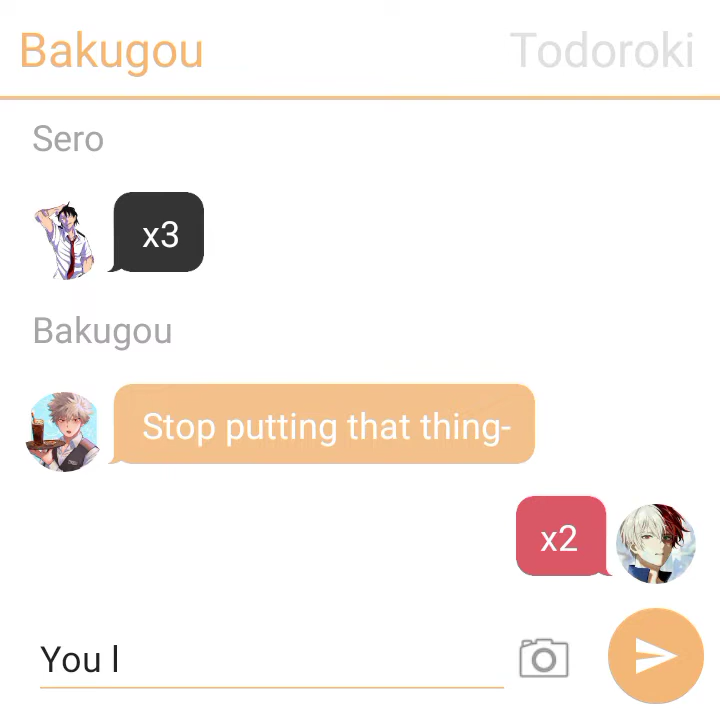 Bakugou Todoroki
Sero
x3
Bakugou
Stop putting that thing-
x2
You l